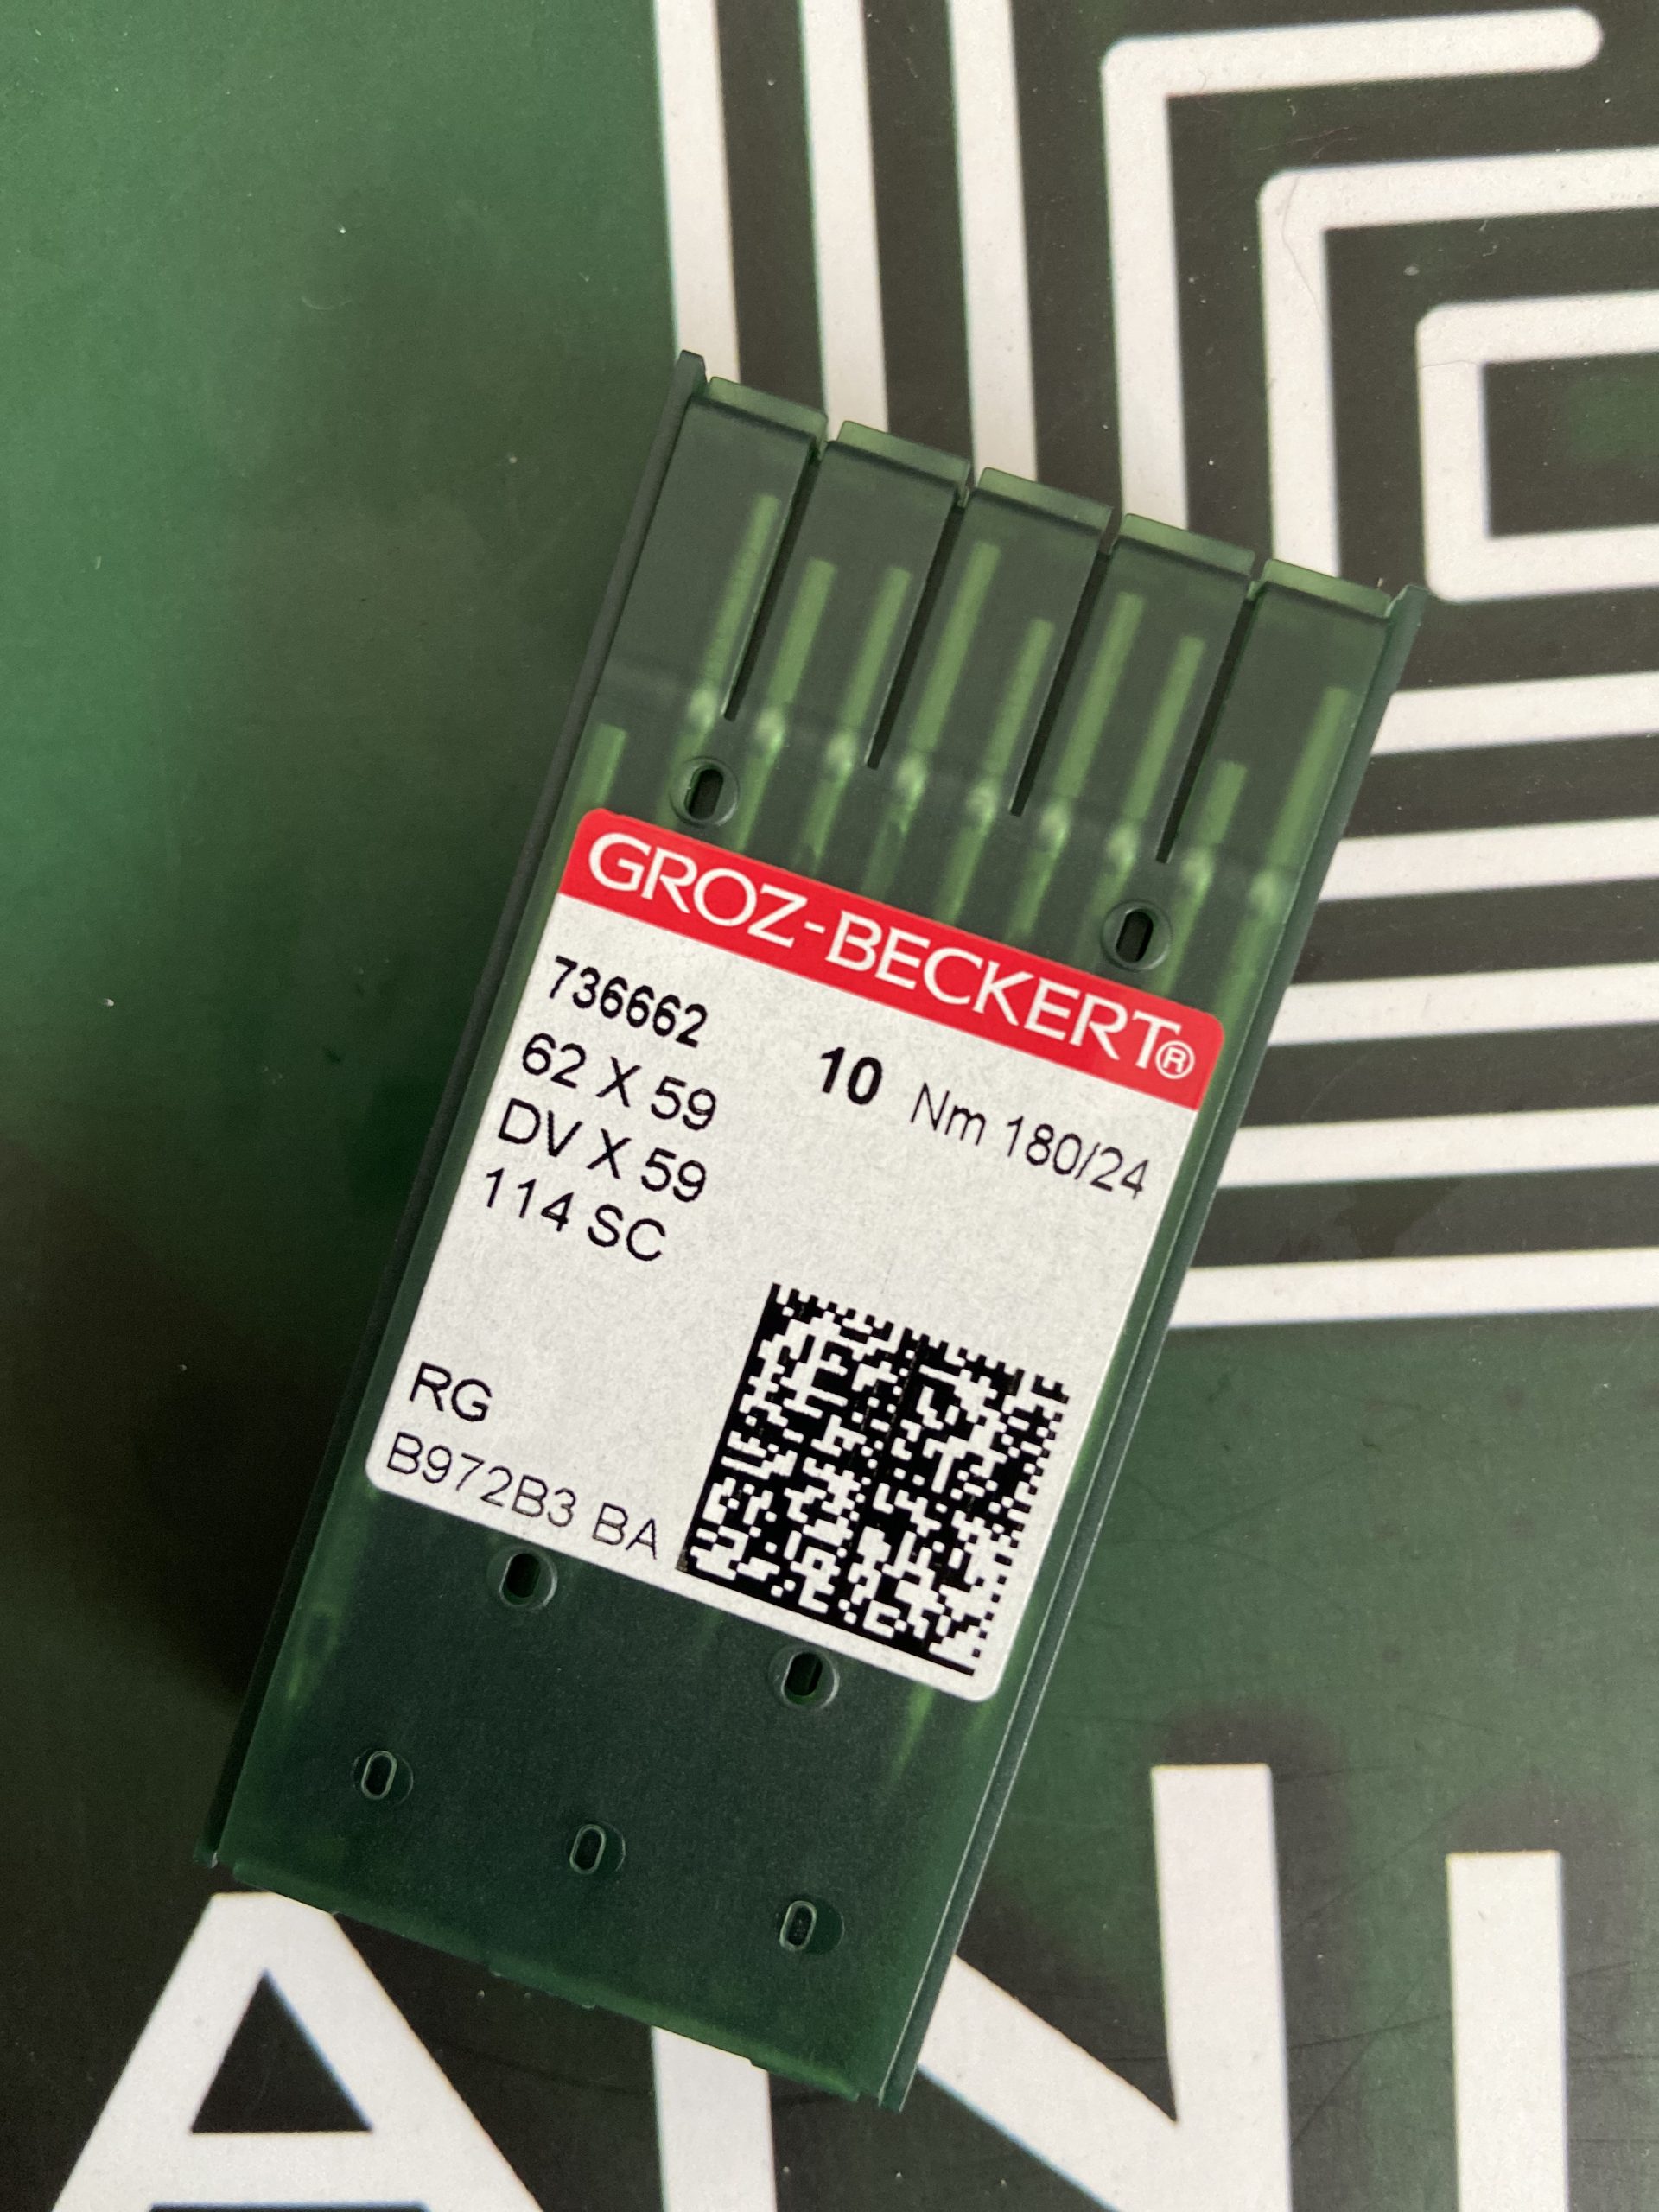 GROZ-BECKERT®
736662
10 Nm 180/24
62 X 59
DV X 59
114 SC
RG
B972B3 BA